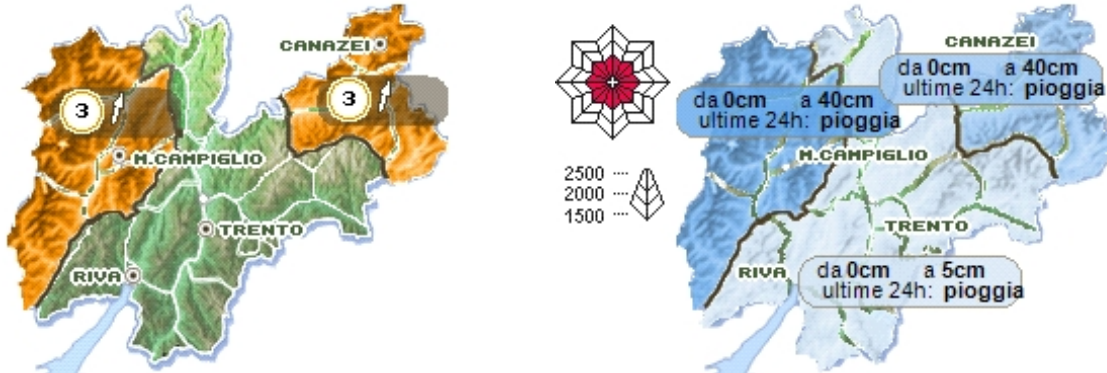 CANAZEI
3
3
M.CAMPIGLIO
TRENTO
RIVA
2500
2000
1500
CANAZEI
da 0cm a 40cm
ultime 24h: pioggia
da 0cm a 40cm
ultime 24h: pioggia
M.CAMPIGLIO
TRENTO
RIVA
da 0cm a 5cm
ultime 24h: pioggia